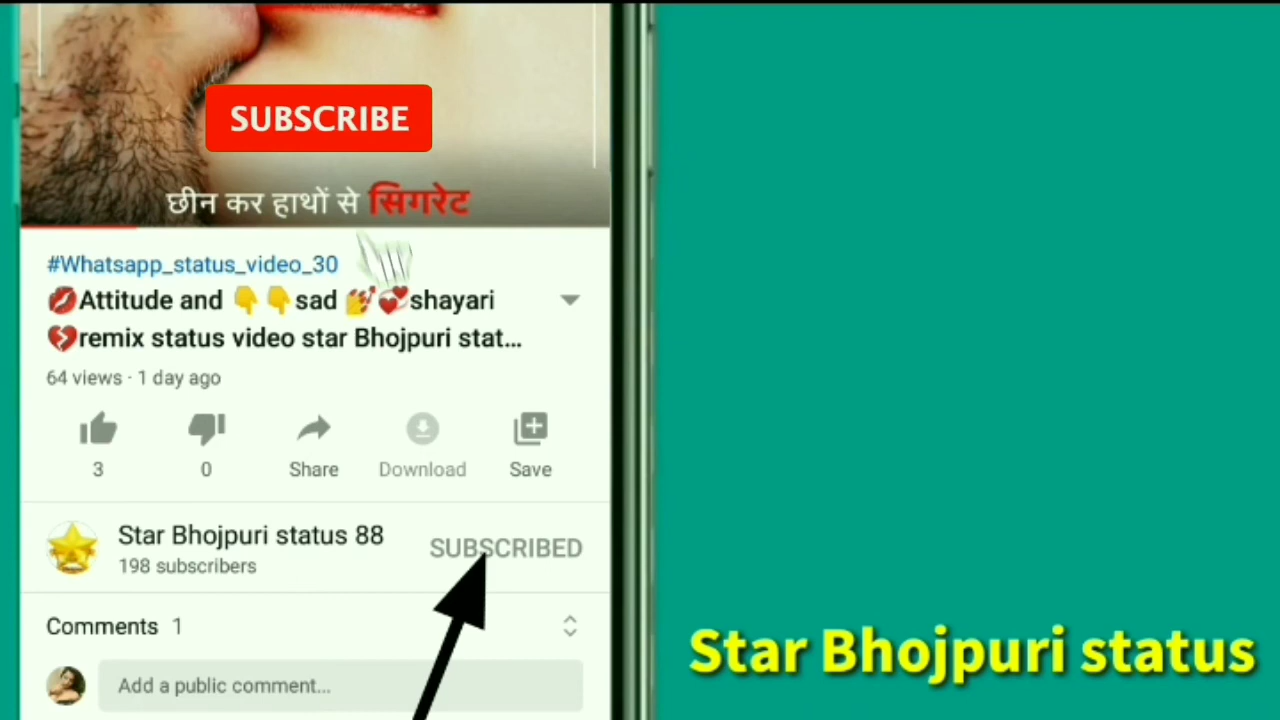 SUBSCRIBE
छीन कर हाथों से सिगरेट
#Whatsapp_status_video_30
💋Attitude and 👇👇sad 💅💞shayari
💔remix status video star Bhojpuri stat...
64 views · 1 day ago
3 0 Share Download Save
Star Bhojpuri status 88
SUBSCRIBED
198 subscribers
Comments 1
Add a public comment...
Star Bhojpuri status